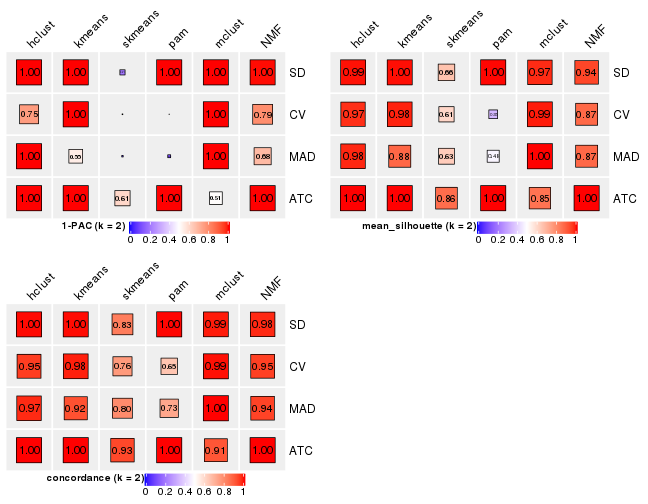 hclust kmeans skmeans pam mclust NMF
1.00 1.00 1.00 1.00 1.00 SD
0.75 1.00 1.00 0.79 CV
1.00 0.55 1.00 0.68 MAD
1.00 1.00 0.61 1.00 0.51 1.00 ATC
1-PAC (k = 2)
0 0.2 0.4 0.6 0.8 1
hclust kmeans skmeans pam mclust NMF
0.99 1.00 0.66 1.00 0.97 0.94 SD
0.97 0.98 0.61 0.99 0.87 CV
0.98 0.88 0.63 1.00 0.87 MAD
1.00 1.00 0.86 1.00 0.85 1.00 ATC
mean_silhouette (k = 2)
0 0.2 0.4 0.6 0.8 1
hclust kmeans skmeans pam mclust NMF
1.00 1.00 0.83 1.00 0.99 0.98 SD
0.95 0.98 0.76 0.65 0.99 0.95 CV
0.97 0.92 0.80 0.73 1.00 0.94 MAD
1.00 1.00 0.93 1.00 0.91 1.00 ATC
concordance (k = 2)
0 0.2 0.4 0.6 0.8 1